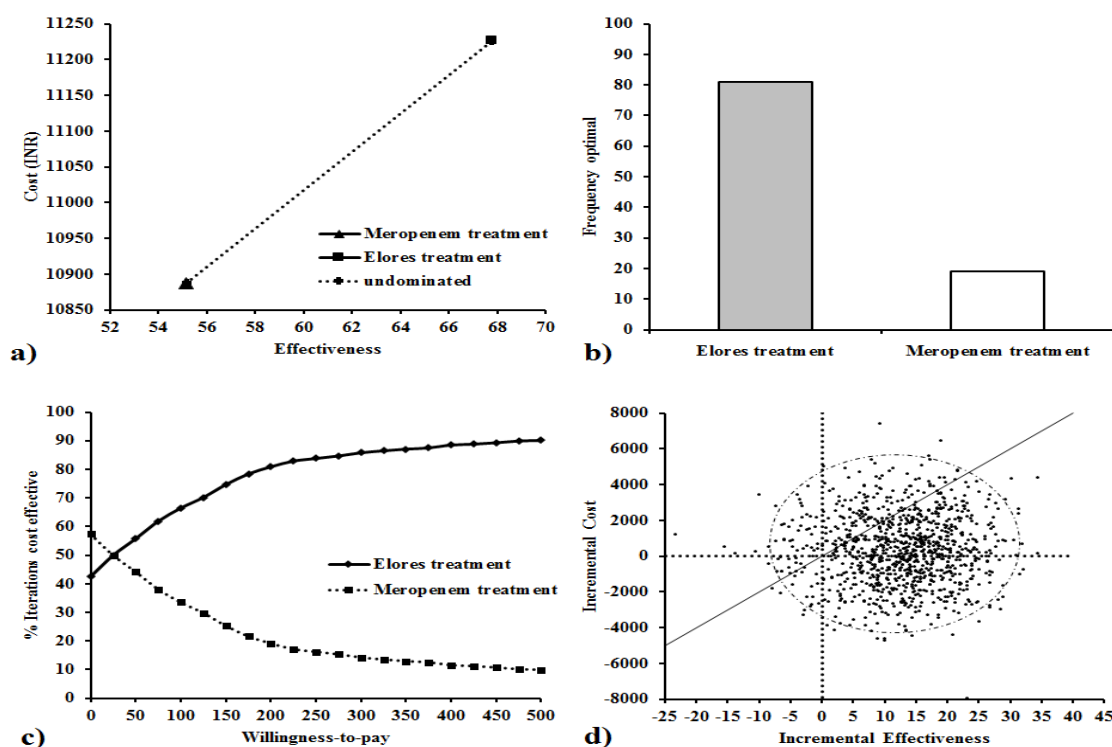 11250
11200
11150
11100
11050
11000
10950
10900
10850
Cost (INR)
Meropenem treatment
Elores treatment
undominated
52 54 56 58 60 62 64 66 68 70
Effectiveness
a)
100
90
80
70
60
50
40
30
20
10
0
Frequency optimal
Elores treatment Meropenem treatment
b)
100
90
80
70
60
50
40
30
20
10
0
% Iterations cost effective
Elores treatment
Meropenem treatment
0 50 100 150 200 250 300 350 400 450 500
Willingness-to-pay
c)
8000
6000
4000
2000
0
-2000
-4000
-6000
-8000
Incremental Cost
-25 -20 -15 -10 -5 0 5 10 15 20 25 30 35 40 45
Incremental Effectiveness
d)